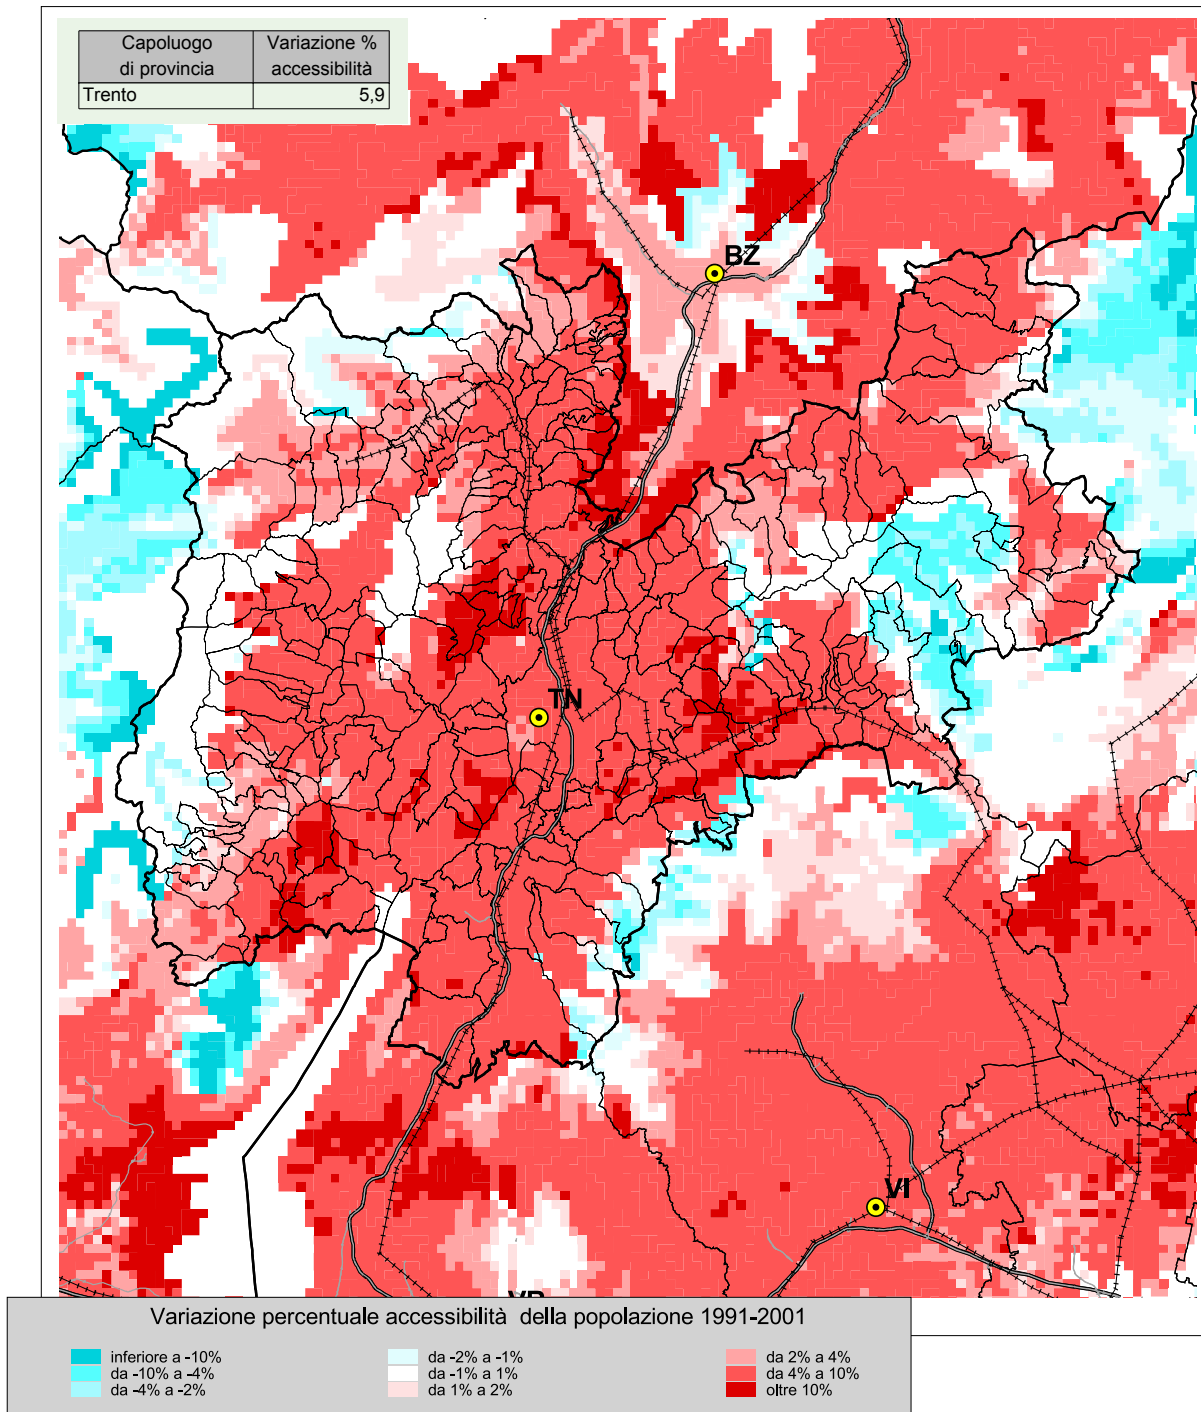 Capoluogo di provincia Variazione % accessibilità
Trento 5,9
BZ
TN
VI
Variazione percentuale accessibilità della popolazione 1991-2001
inferiore a -10%
da -10% a -4%
da -4% a -2%
da -2% a -1%
da -1% a 1%
da 1% a 2%
da 2% a 4%
da 4% a 10%
oltre 10%